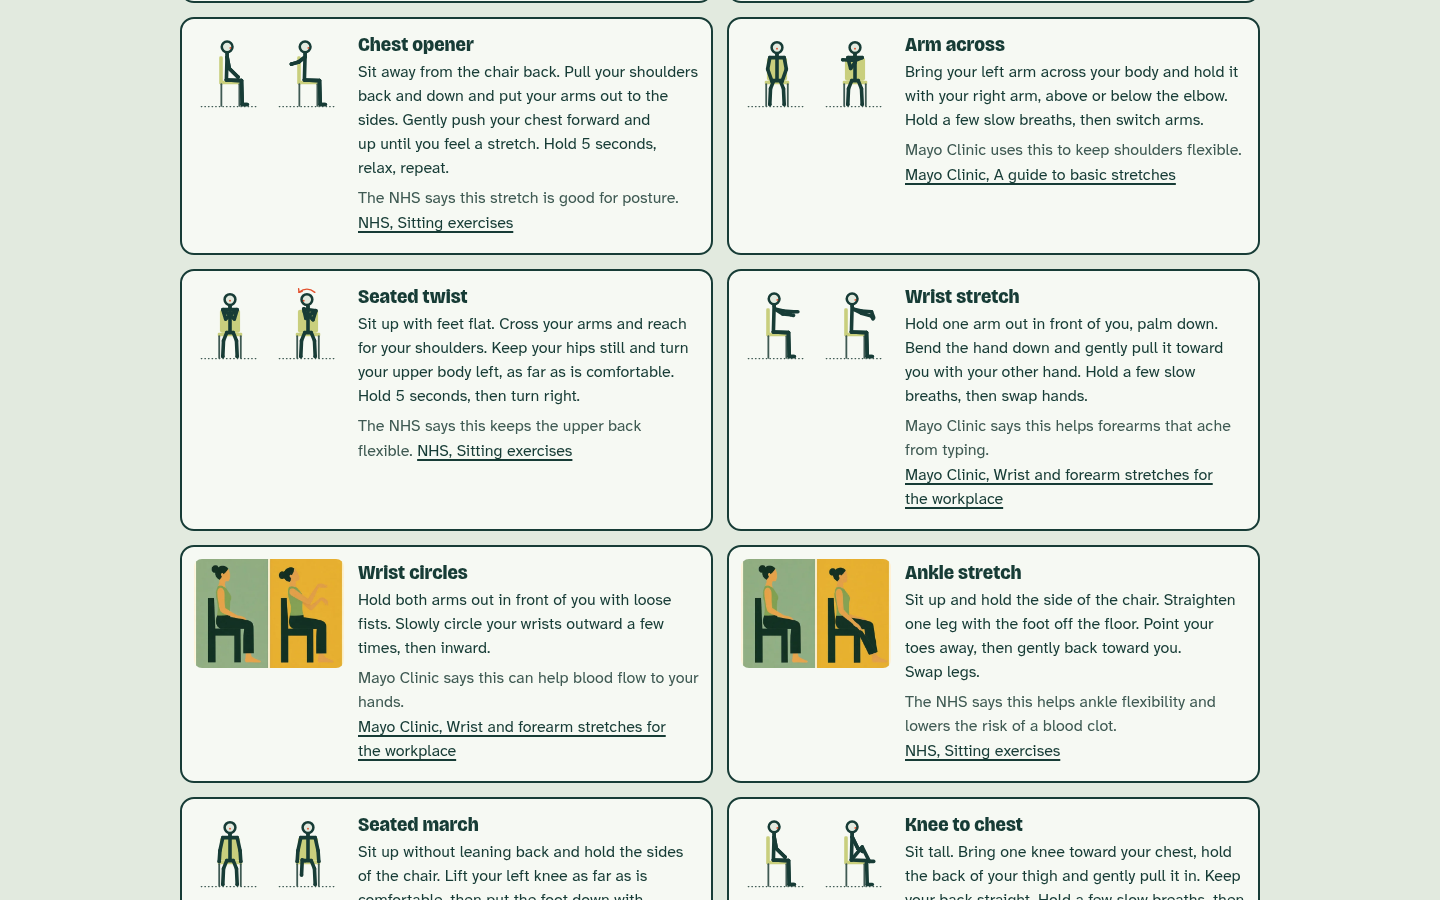 Chest opener
Sit away from the chair back. Pull your shoulders
back and down and put your arms out to the
sides. Gently push your chest forward and
up until you feel a stretch. Hold 5 seconds,
relax, repeat.
The NHS says this stretch is good for posture.
NHS, Sitting exercises
Arm across
Bring your left arm across your body and hold it
with your right arm, above or below the elbow.
Hold a few slow breaths, then switch arms.
Mayo Clinic uses this to keep shoulders flexible.
Mayo Clinic, A guide to basic stretches
Seated twist
Sit up with feet flat. Cross your arms and reach
for your shoulders. Keep your hips still and turn
your upper body left, as far as is comfortable.
Hold 5 seconds, then turn right.
The NHS says this keeps the upper back
flexible. NHS, Sitting exercises
Wrist stretch
Hold one arm out in front of you, palm down.
Bend the hand down and gently pull it toward
you with your other hand. Hold a few slow
breaths, then swap hands.
Mayo Clinic says this helps forearms that ache
from typing.
Mayo Clinic, Wrist and forearm stretches for
the workplace
Wrist circles
Hold both arms out in front of you with loose
fists. Slowly circle your wrists outward a few
times, then inward.
Mayo Clinic says this can help blood flow to your
hands.
Mayo Clinic, Wrist and forearm stretches for
the workplace
Ankle stretch
Sit up and hold the side of the chair. Straighten
one leg with the foot off the floor. Point your
toes away, then gently back toward you.
Swap legs.
The NHS says this helps ankle flexibility and
lowers the risk of a blood clot.
NHS, Sitting exercises
Seated march
Sit up without leaning back and hold the sides
of the chair. Lift your left knee as far as is
comfortable, then put the foot down with
Knee to chest
Sit tall. Bring one knee toward your chest, hold
the back of your thigh and gently pull it in. Keep
your back straight. Hold a few slow breaths, then